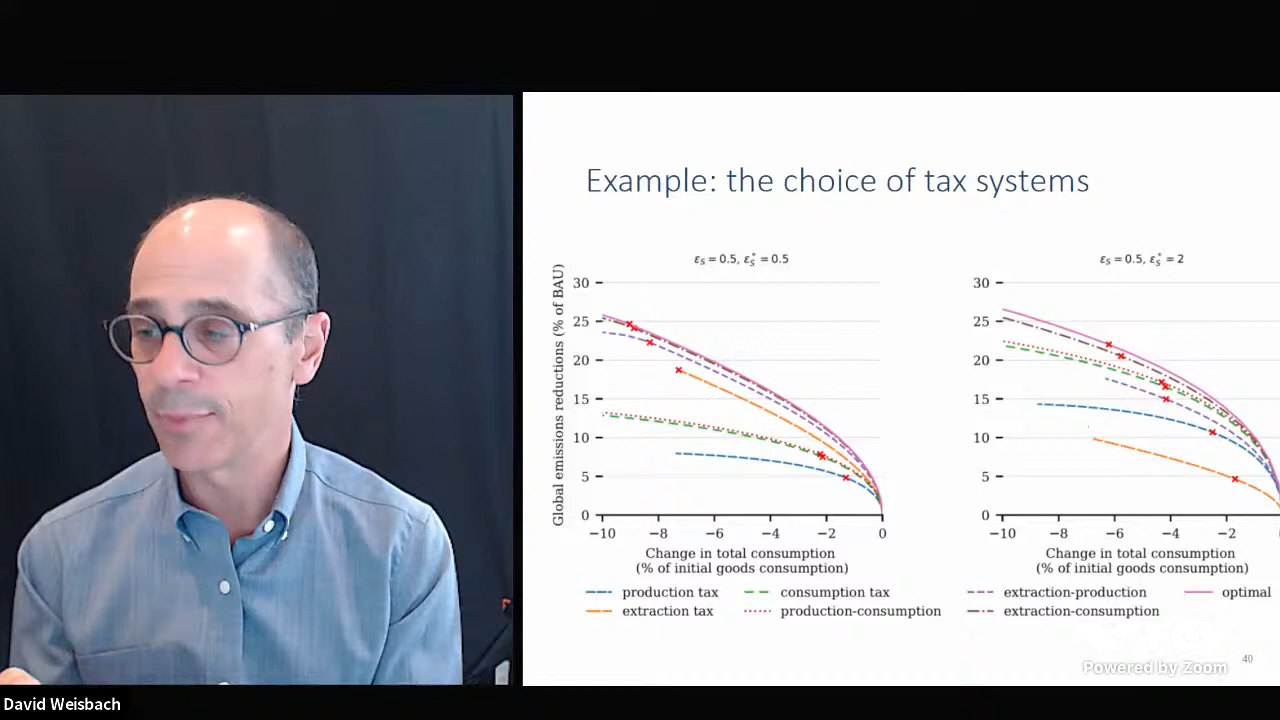 Example: the choice of tax systems
εS = 0.5, ε*S = 0.5
εS = 0.5, ε*S = 2
Global emissions reductions (% of BAU)
30
25
20
15
10
5
0
−10 −8 −6 −4 −2 0
Change in total consumption
(% of initial goods consumption)
30
25
20
15
10
5
0
−10 −8 −6 −4 −2
Change in total consumption
(% of initial goods consumption)
production tax consumption tax extraction-production optimal
extraction tax production-consumption extraction-consumption
Powered by Zoom
40
David Weisbach